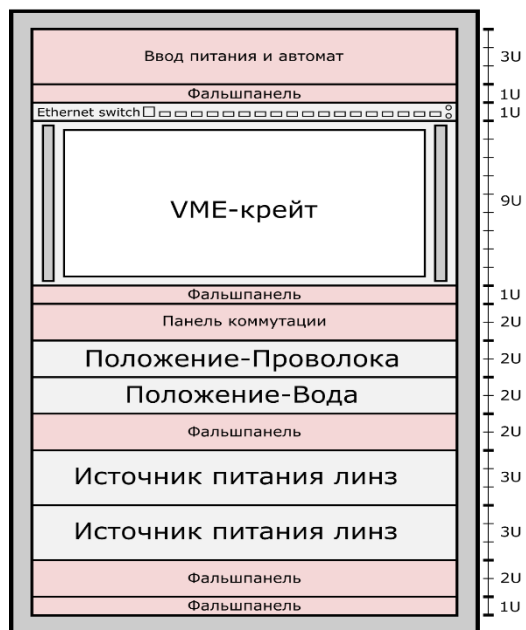 Ввод питания и автомат
3U
Фальшпанель
1U
Ethernet switch
1U
VME-крейт
9U
Фальшпанель
1U
Панель коммутации
2U
Положение-Проволока
2U
Положение-Вода
2U
Фальшпанель
2U
Источник питания линз
3U
Источник питания линз
3U
Фальшпанель
2U
Фальшпанель
1U